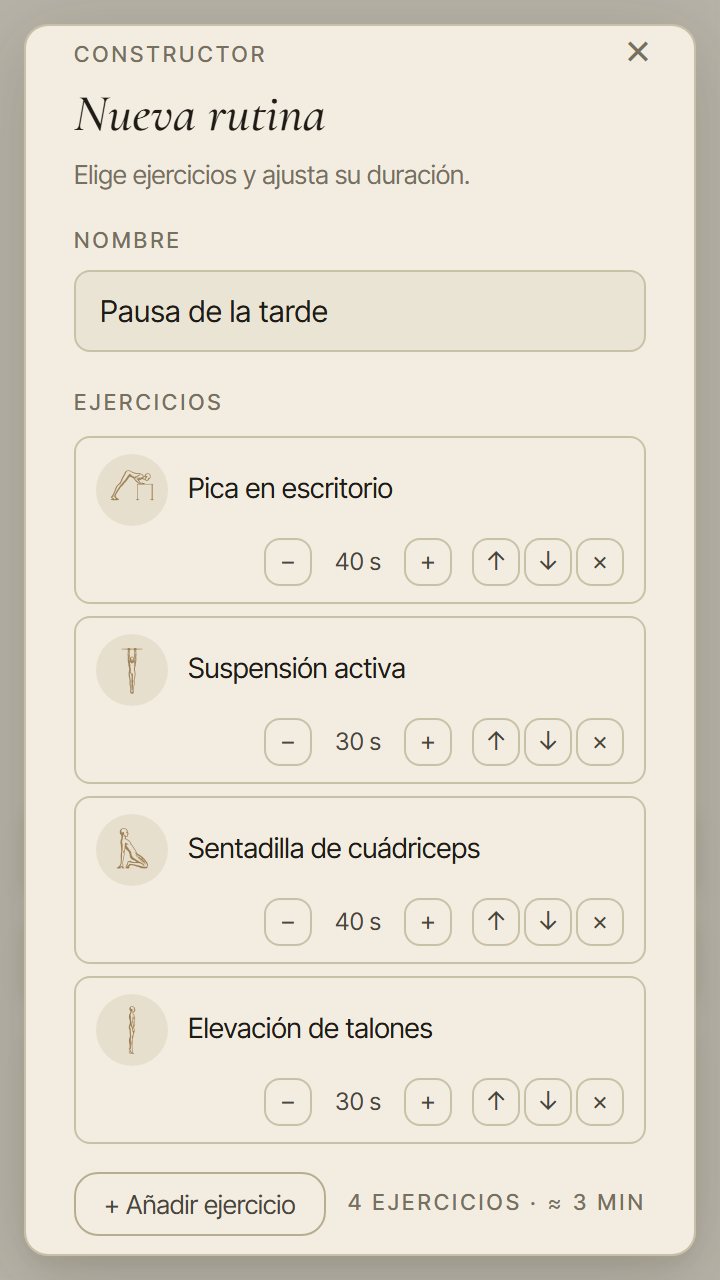 CONSTRUCTOR ✕
Nueva rutina
Elige ejercicios y ajusta su duración.
NOMBRE
Pausa de la tarde
EJERCICIOS
Pica en escritorio
− 40 s + ↑ ↓ ×
Suspensión activa
− 30 s + ↑ ↓ ×
Sentadilla de cuádriceps
− 40 s + ↑ ↓ ×
Elevación de talones
− 30 s + ↑ ↓ ×
+ Añadir ejercicio 4 EJERCICIOS · ≈ 3 MIN